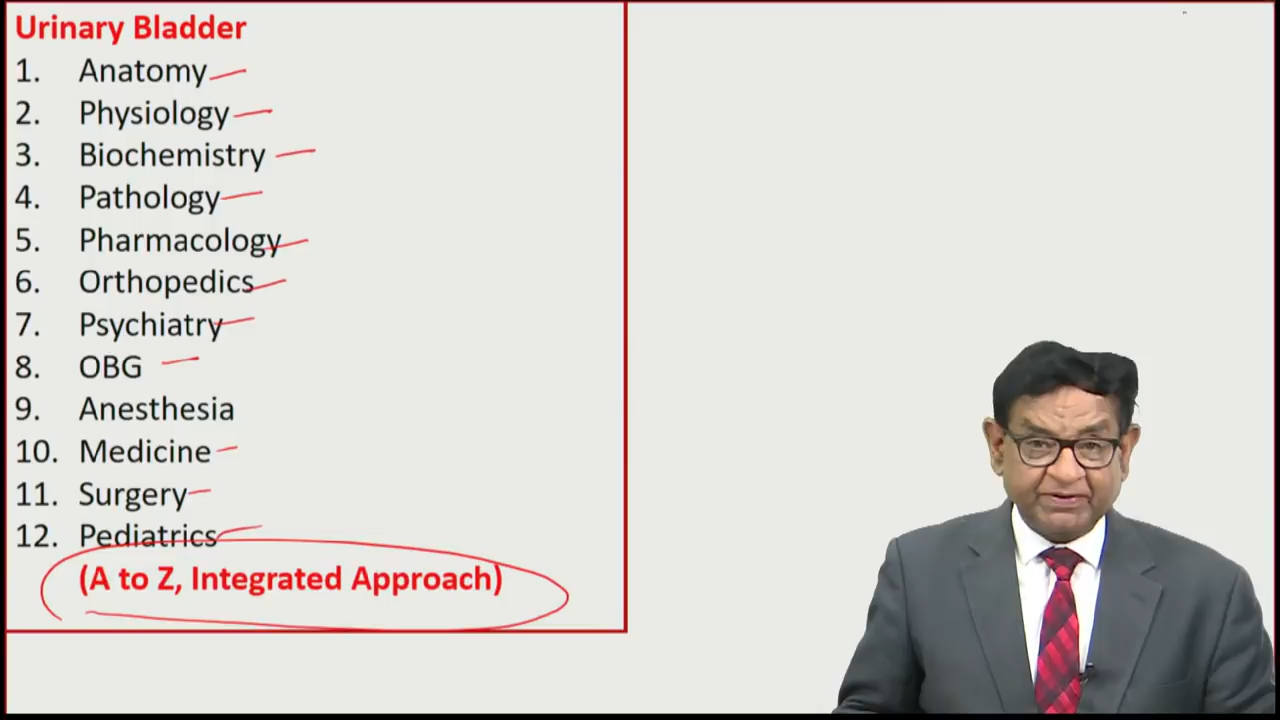 Urinary Bladder
1. Anatomy
2. Physiology
3. Biochemistry
4. Pathology
5. Pharmacology
6. Orthopedics
7. Psychiatry
8. OBG
9. Anesthesia
10. Medicine
11. Surgery
12. Pediatrics
(A to Z, Integrated Approach)